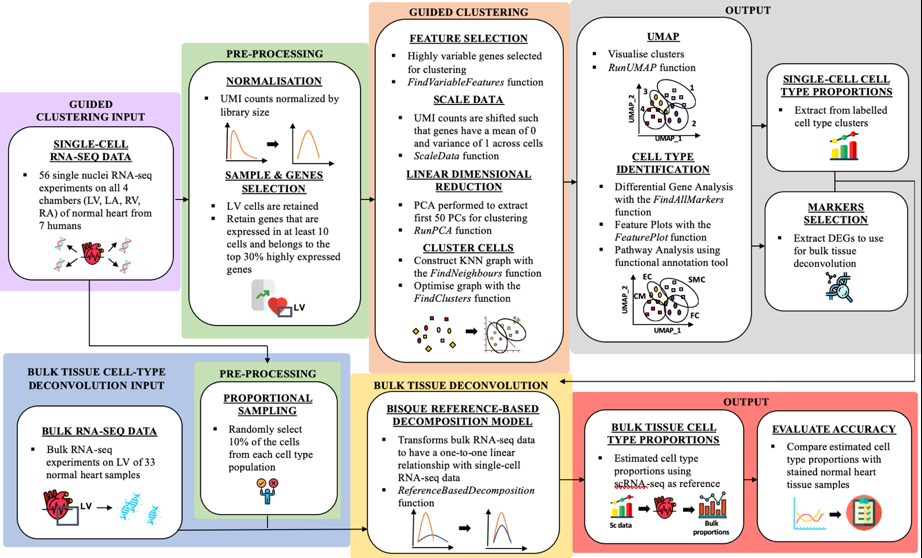 GUIDED
CLUSTERING INPUT
SINGLE-CELL
RNA-SEQ DATA
▪ 56 single nuclei RNA-seq
experiments on all 4
chambers (LV, LA, RV,
RA) of normal heart from
7 humans
PRE-PROCESSING
NORMALISATION
▪ UMI counts normalized by
library size
SAMPLE & GENES
SELECTION
▪ LV cells are retained
▪ Retain genes that are
expressed in at least 10
cells and belongs to the
top 30% highly expressed
genes
LV
GUIDED CLUSTERING
FEATURE SELECTION
▪ Highly variable genes selected
for clustering
▪ FindVariableFeatures function
SCALE DATA
▪ UMI counts are shifted such
that genes have a mean of 0
and variance of 1 across cells
▪ ScaleData function
LINEAR DIMENSIONAL
REDUCTION
▪ PCA performed to extract
first 50 PCs for clustering
▪ RunPCA function
CLUSTER CELLS
▪ Construct KNN graph with
the FindNeighbours function
▪ Optimise graph with the
FindClusters function
OUTPUT
UMAP
▪ Visualise clusters
▪ RunUMAP function
UMAP_2
3
1
4
2
UMAP_1
CELL TYPE
IDENTIFICATION
▪ Differential Gene Analysis
with the FindAllMarkers
function
▪ Feature Plots with the
FeaturePlot function
▪ Pathway Analysis using
functional annotation tool
UMAP_2
EC
SMC
CM
FC
UMAP_1
SINGLE-CELL CELL
TYPE PROPORTIONS
▪ Extract from labelled
cell type clusters
MARKERS
SELECTION
▪ Extract DEGs to use
for bulk tissue
deconvolution
BULK TISSUE CELL-TYPE
DECONVOLUTION INPUT
BULK RNA-SEQ DATA
▪ Bulk RNA-seq
experiments on LV of 33
normal heart samples
LV
PRE-PROCESSING
PROPORTIONAL
SAMPLING
▪ Randomly select
10% of the cells
from each cell type
population
BULK TISSUE DECONVOLUTION
BISQUE REFERENCE-BASED
DECOMPOSITION MODEL
▪ Transforms bulk RNA-seq data
to have a one-to-one linear
relationship with single-cell
RNA-seq data
▪ ReferenceBasedDecomposition
function
OUTPUT
BULK TISSUE CELL
TYPE PROPORTIONS
▪ Estimated cell type
proportions using
scRNA-seq as reference
Sc data
Bulk
proportions
EVALUATE ACCURACY
▪ Compare estimated cell
type proportions with
stained normal heart
tissue samples